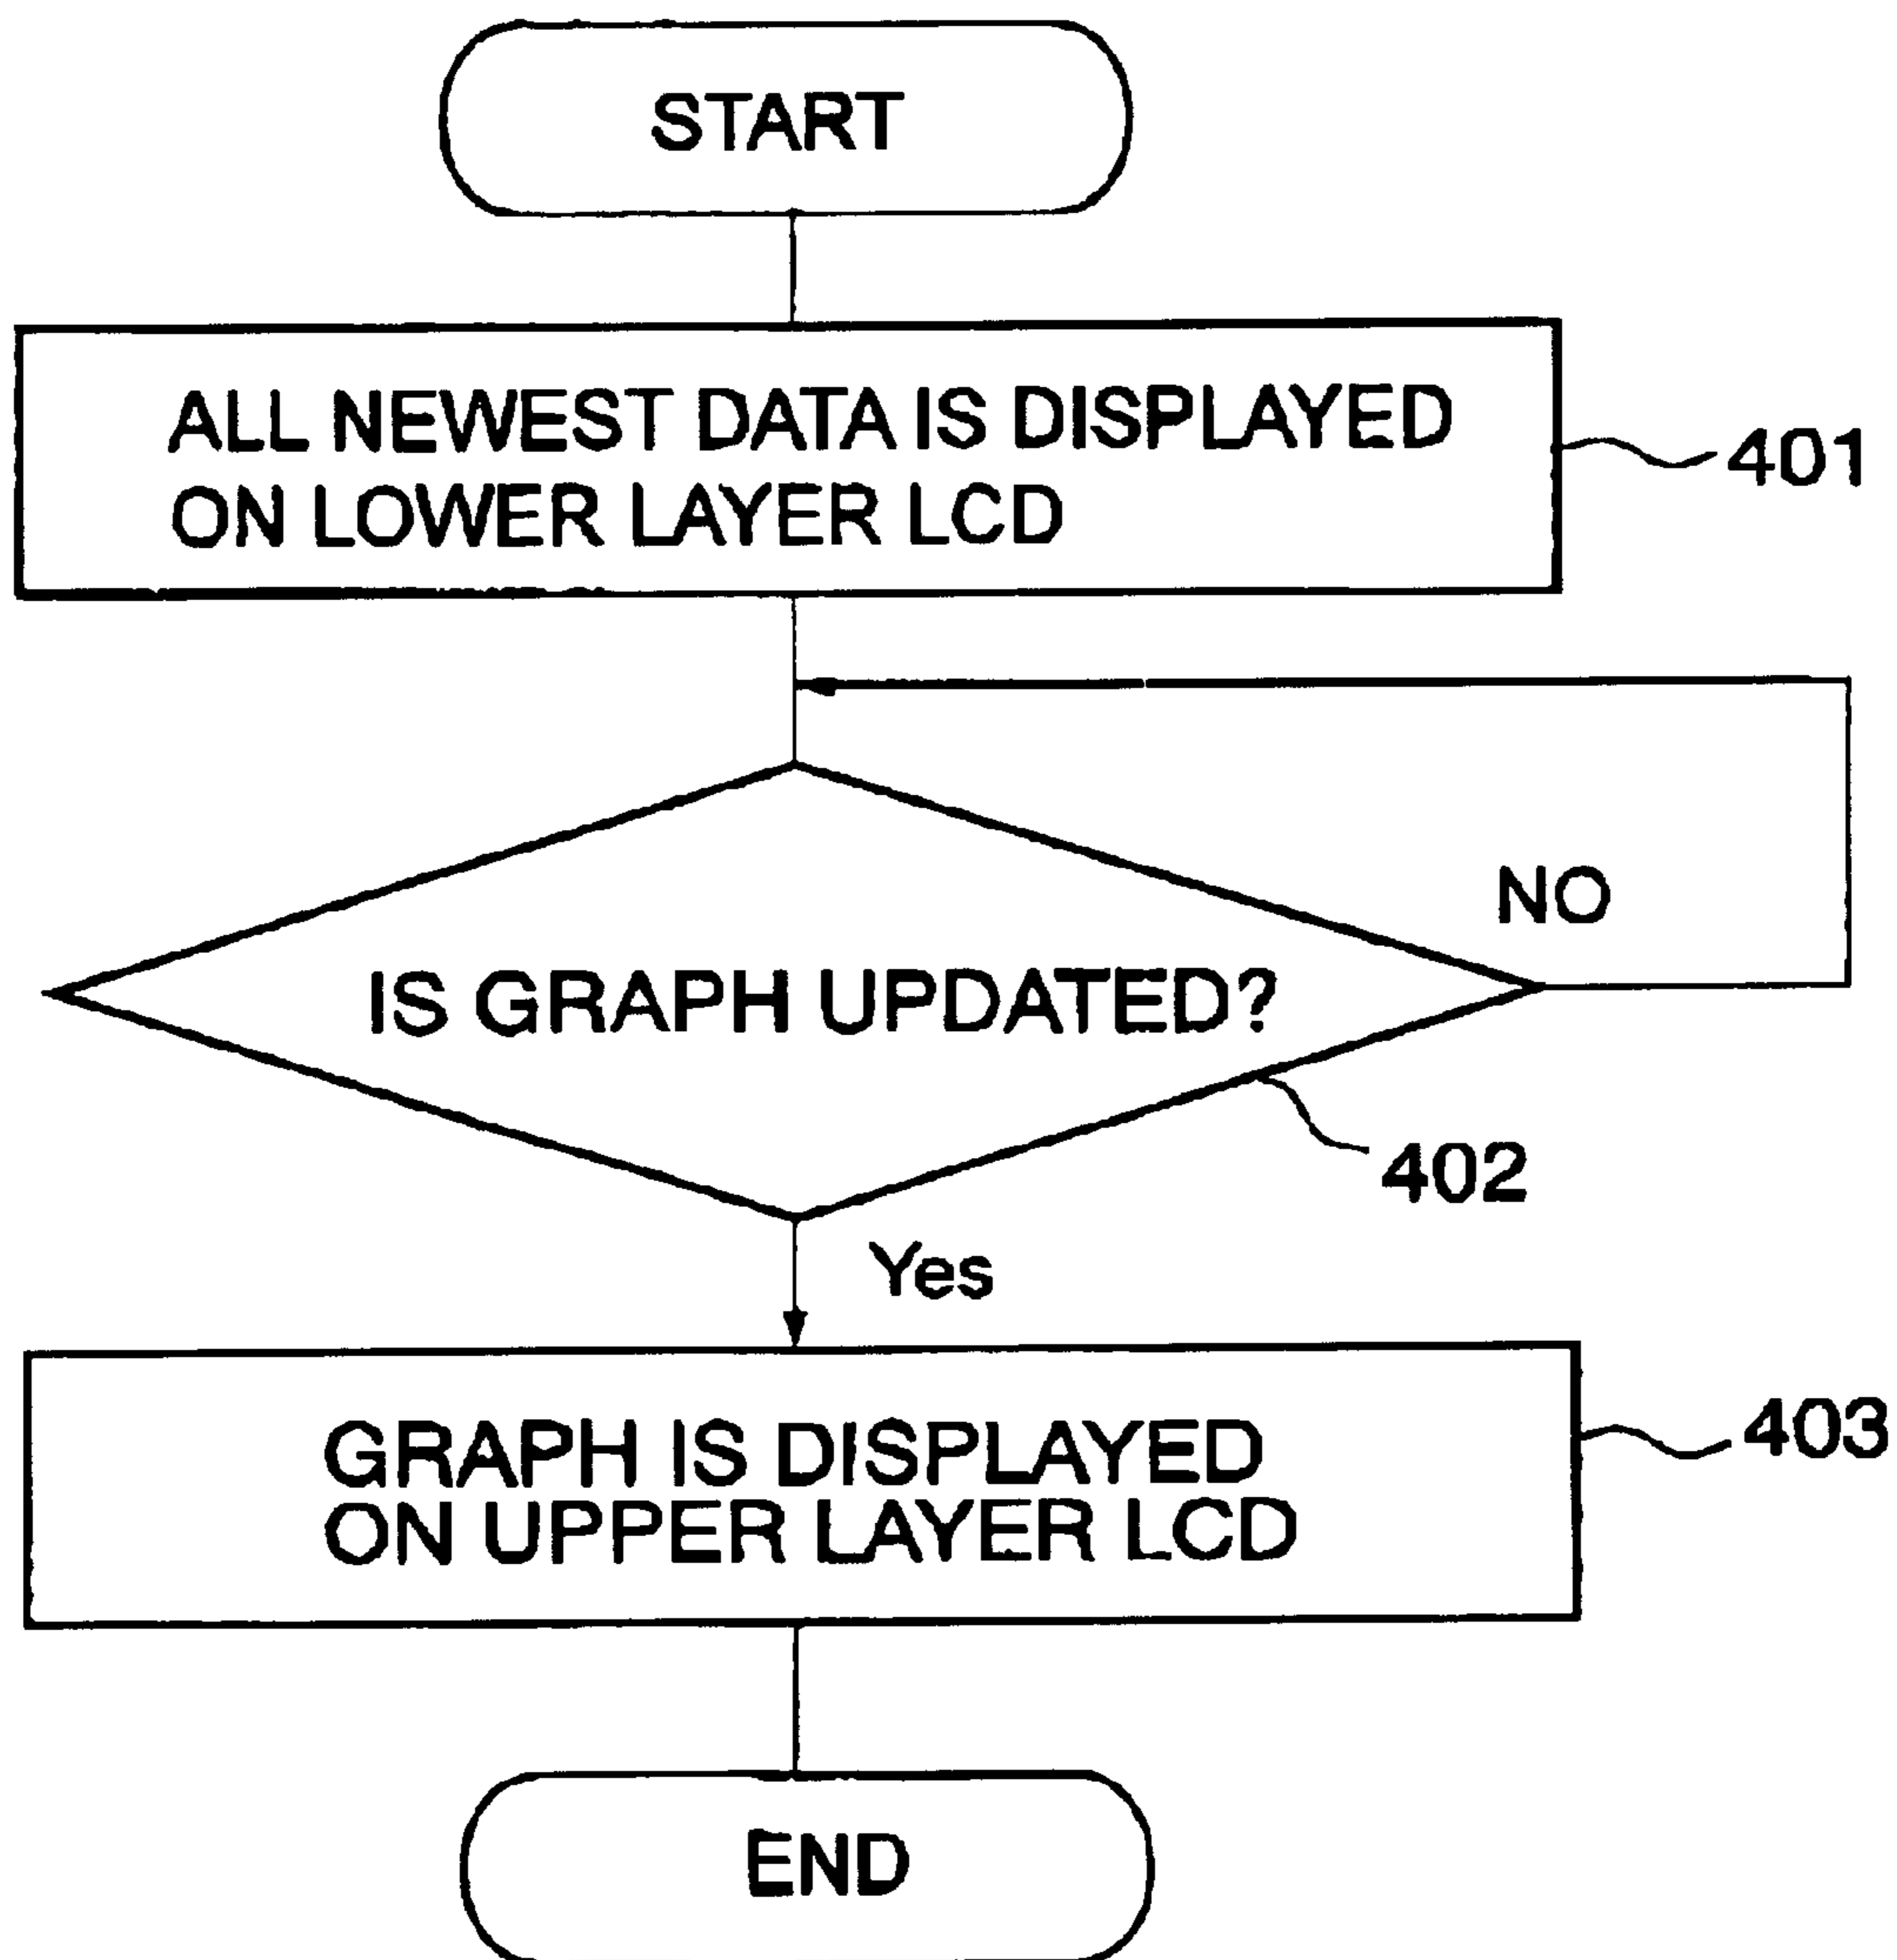 START
ALL NEWEST DATA IS DISPLAYED
ON LOWER LAYER LCD
401
NO
IS GRAPH UPDATED?
402
Yes
GRAPH IS DISPLAYED
ON UPPER LAYER LCD
403
END